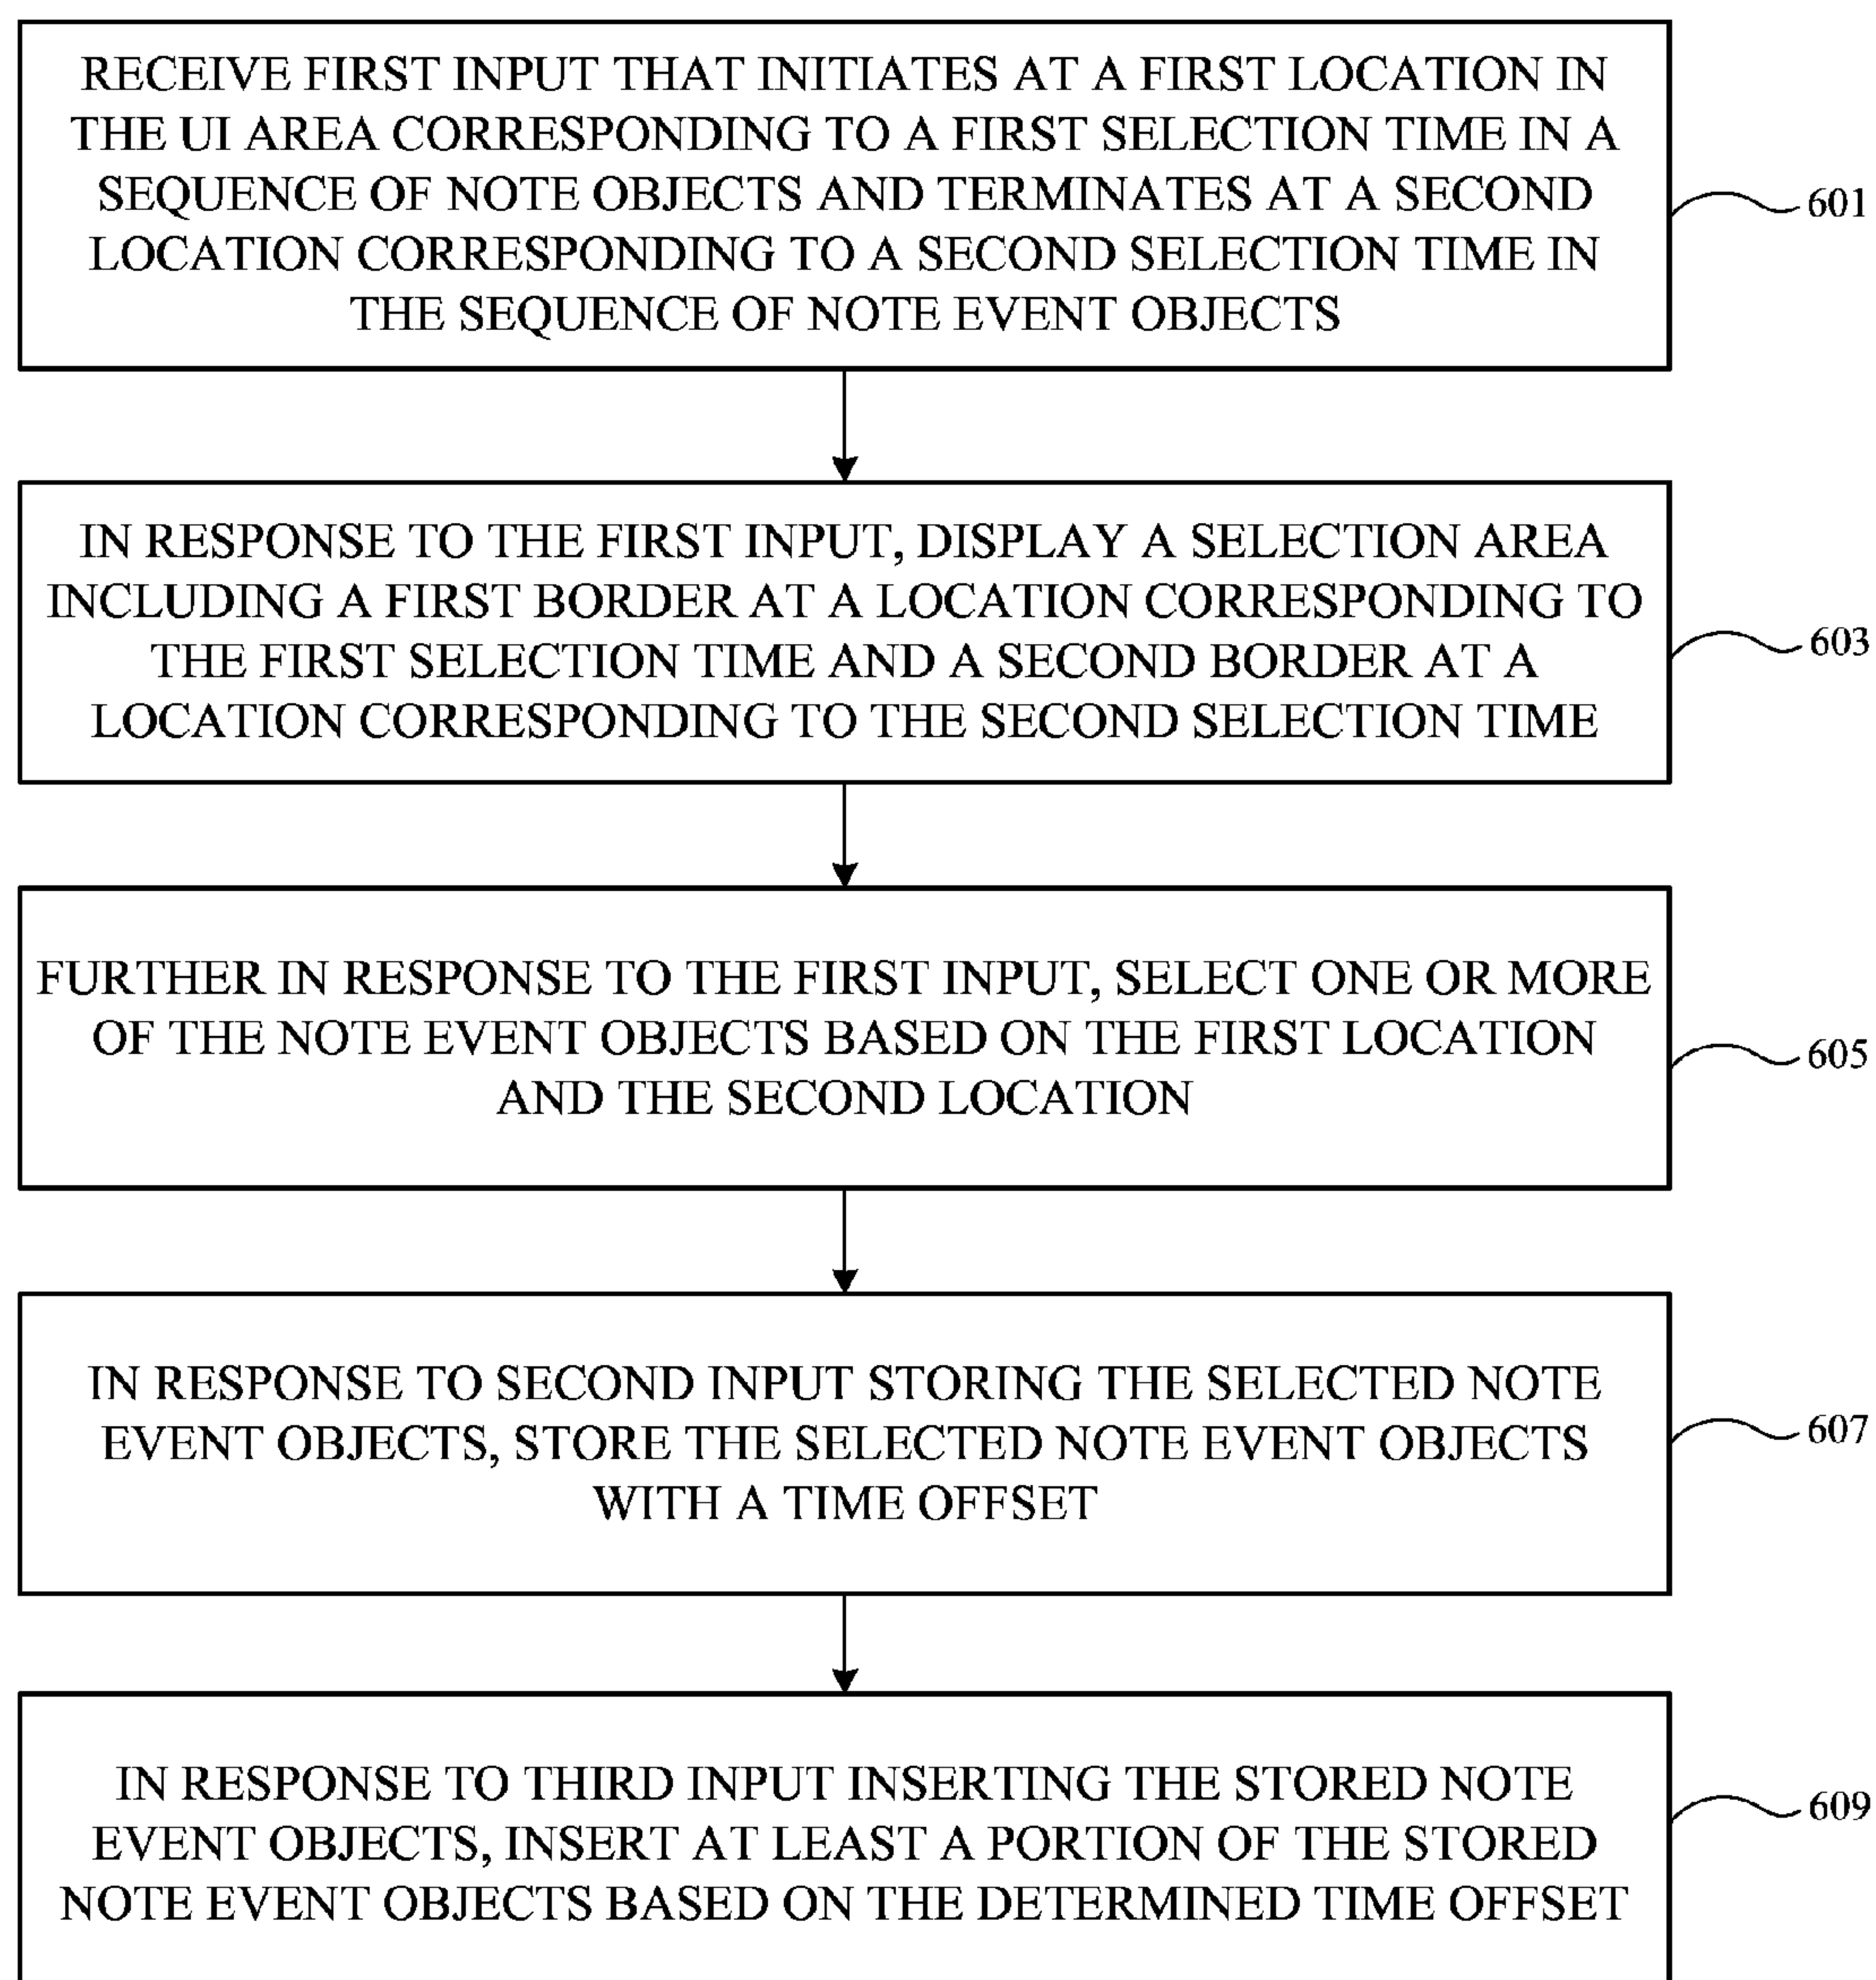 RECEIVE FIRST INPUT THAT INITIATES AT A FIRST LOCATION IN
THE UI AREA CORRESPONDING TO A FIRST SELECTION TIME IN A
SEQUENCE OF NOTE OBJECTS AND TERMINATES AT A SECOND
LOCATION CORRESPONDING TO A SECOND SELECTION TIME IN
THE SEQUENCE OF NOTE EVENT OBJECTS
601
IN RESPONSE TO THE FIRST INPUT, DISPLAY A SELECTION AREA
INCLUDING A FIRST BORDER AT A LOCATION CORRESPONDING TO
THE FIRST SELECTION TIME AND A SECOND BORDER AT A
LOCATION CORRESPONDING TO THE SECOND SELECTION TIME
603
FURTHER IN RESPONSE TO THE FIRST INPUT, SELECT ONE OR MORE
OF THE NOTE EVENT OBJECTS BASED ON THE FIRST LOCATION
AND THE SECOND LOCATION
605
IN RESPONSE TO SECOND INPUT STORING THE SELECTED NOTE
EVENT OBJECTS, STORE THE SELECTED NOTE EVENT OBJECTS
WITH A TIME OFFSET
607
IN RESPONSE TO THIRD INPUT INSERTING THE STORED NOTE
EVENT OBJECTS, INSERT AT LEAST A PORTION OF THE STORED
NOTE EVENT OBJECTS BASED ON THE DETERMINED TIME OFFSET
609